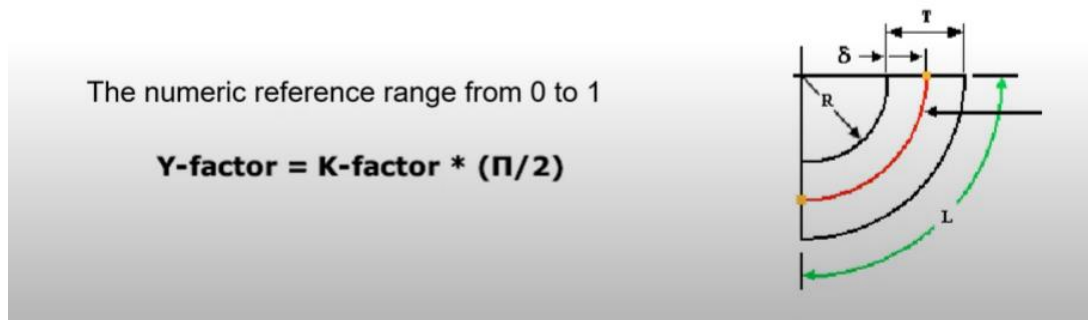 The numeric reference range from 0 to 1
Y-factor = K-factor * (Π/2)
T
δ
R
L